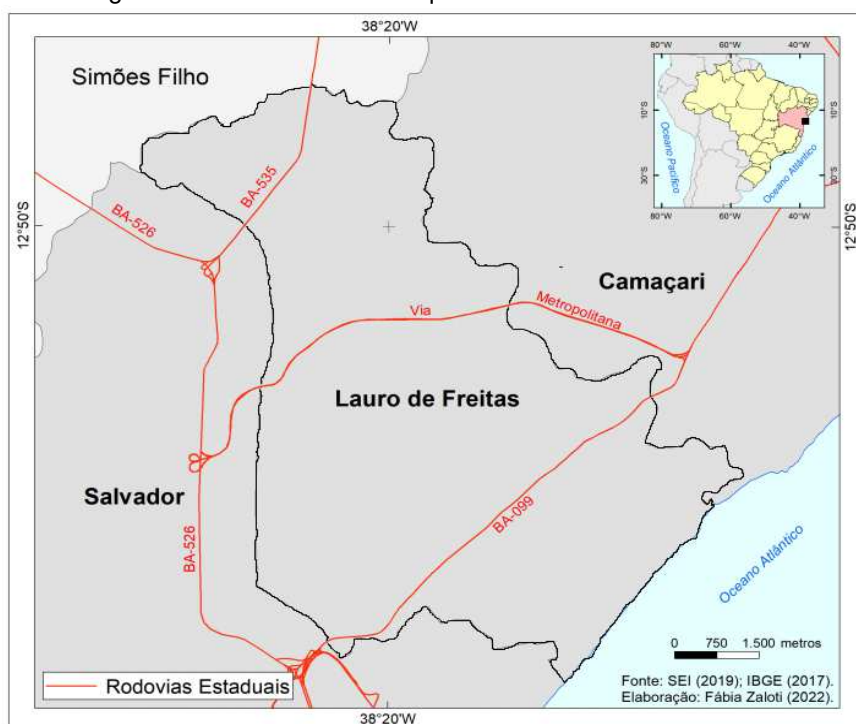 38°20'W
Simões Filho
80°W
60°W
40°W
10°S
10°S
30°S
30°S
Oceano Pacífico
Oceano Atlântico
80°W
60°W
40°W
BA-535
BA-526
12°50'S
12°50'S
Camaçari
Via
Metropolitana
Lauro de Freitas
Salvador
BA-099
BA-526
Oceano Atlântico
0 750 1.500 metros
Rodovias Estaduais
Fonte: SEI (2019); IBGE (2017).
Elaboração: Fábia Zaloti (2022).
38°20'W